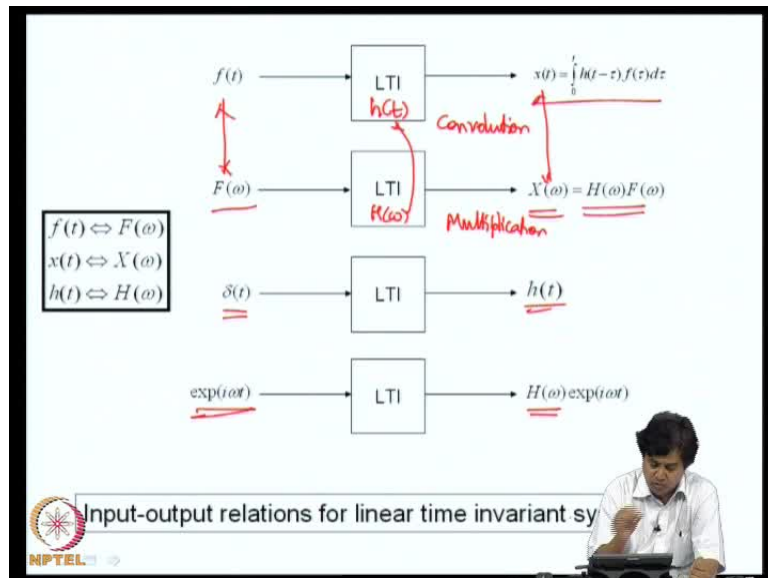 f(t) LTI x(t) = ∫₀ᵗ h(t−τ) f(τ)dτ
h(t) Convolution
F(ω) LTI X(ω) = H(ω)F(ω)
H(ω) Multiplication
f(t) ⇔ F(ω)
x(t) ⇔ X(ω)
h(t) ⇔ H(ω)
δ(t) LTI h(t)
exp(iωt) LTI H(ω)exp(iωt)
Input-output relations for linear time invariant sy
NPTEL